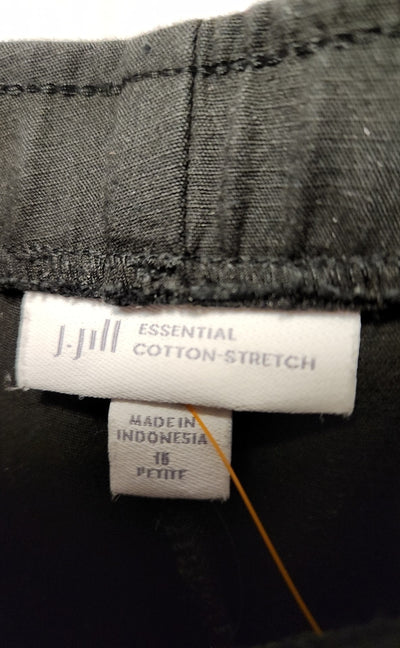 J.Jill
ESSENTIAL
COTTON-STRETCH
MADE IN
INDONESIA
16
PETITE